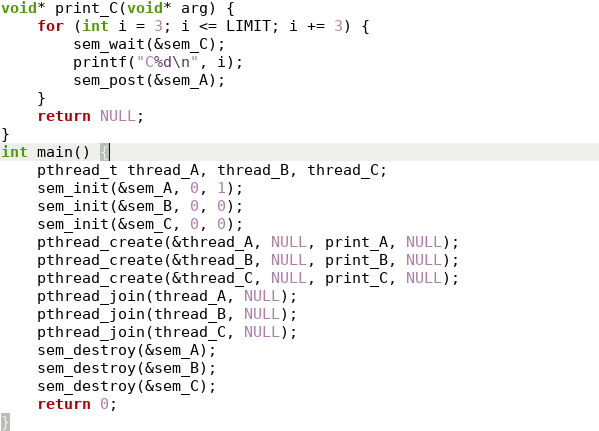 void* print_C(void* arg) {
    for (int i = 3; i <= LIMIT; i += 3) {
        sem_wait(&sem_C);
        printf("C%d\n", i);
        sem_post(&sem_A);
    }
    return NULL;
}
int main() {
    pthread_t thread_A, thread_B, thread_C;
    sem_init(&sem_A, 0, 1);
    sem_init(&sem_B, 0, 0);
    sem_init(&sem_C, 0, 0);
    pthread_create(&thread_A, NULL, print_A, NULL);
    pthread_create(&thread_B, NULL, print_B, NULL);
    pthread_create(&thread_C, NULL, print_C, NULL);
    pthread_join(thread_A, NULL);
    pthread_join(thread_B, NULL);
    pthread_join(thread_C, NULL);
    sem_destroy(&sem_A);
    sem_destroy(&sem_B);
    sem_destroy(&sem_C);
    return 0;
}